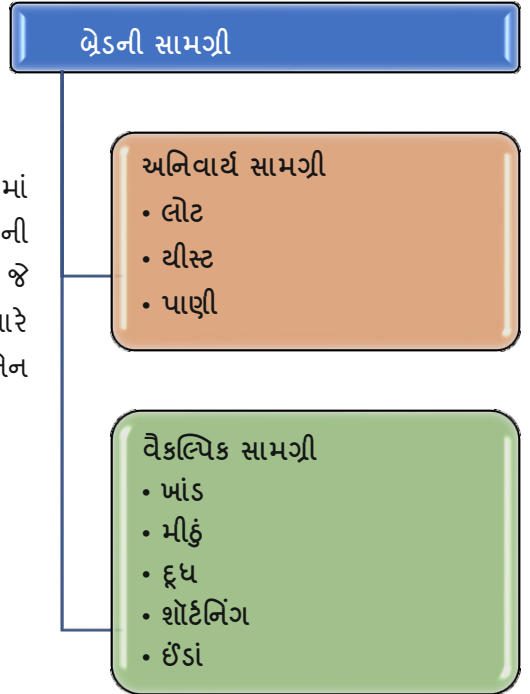 બ્રેડની સામગ્રી
માં
ની
જે
અનિવાર્ય સામગ્રી
• લોટ
• યીસ્ટ
• પાણી
વૈકલ્પિક સામગ્રી
• ખાંડ
• મીઠું
• દૂધ
• શૉર્ટનિંગ
• ઈંડાં